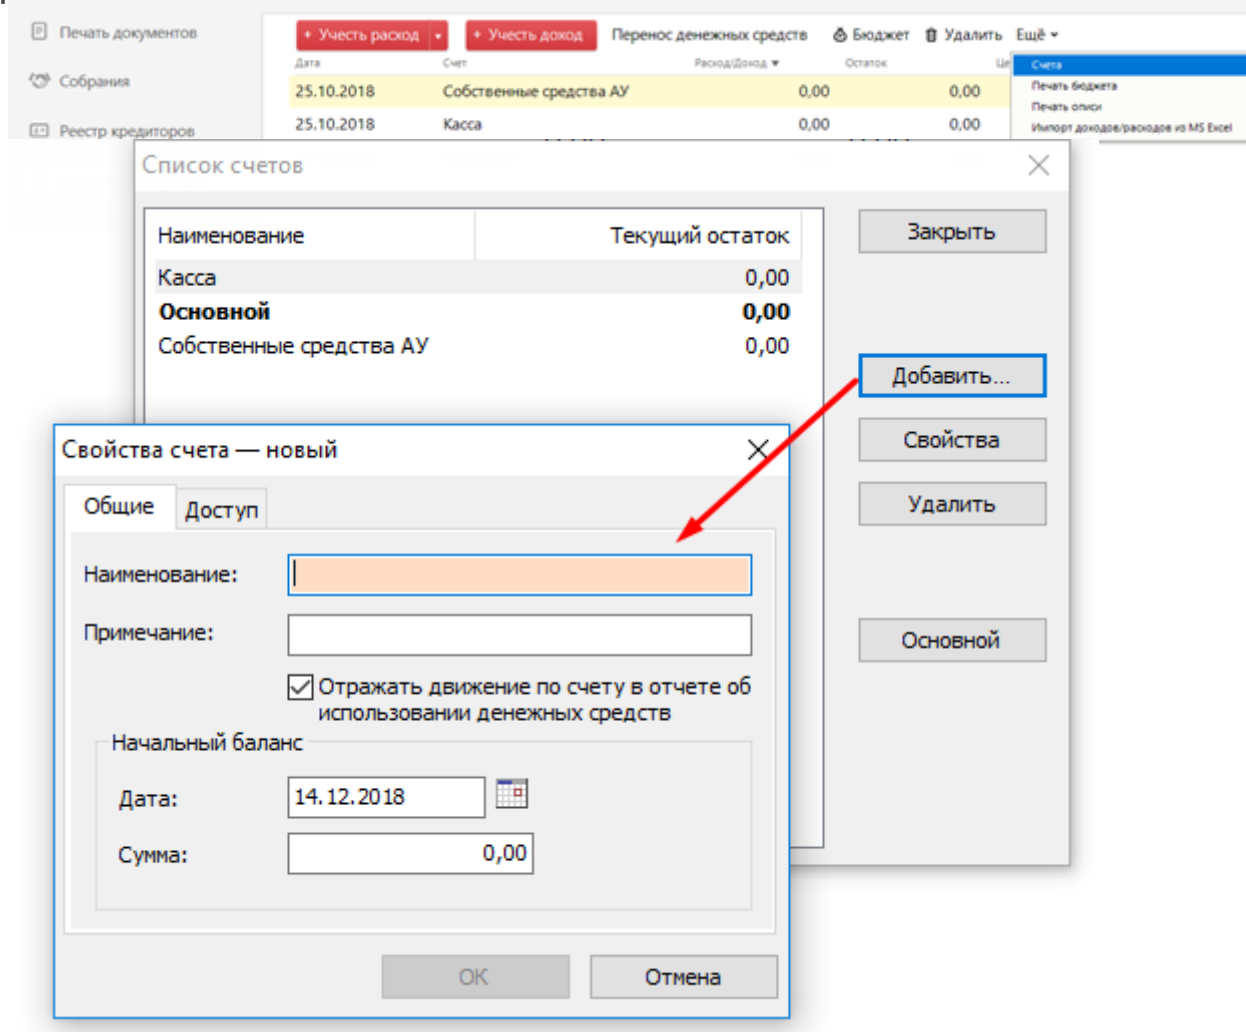 Печать документов
+ Учесть расход
+ Учесть доход
Перенос денежных средств
Бюджет
Удалить
Ещё
Дата
Счет
Расход/Доход
Остаток
Це
Счета
Собрания
25.10.2018
Собственные средства АУ
0,00
0,00
Печать бюджета
Печать описи
Реестр кредиторов
25.10.2018
Касса
0,00
0,00
Импорт доходов/расходов из MS Excel
Список счетов
Наименование
Текущий остаток
Закрыть
Касса
0,00
Основной
0,00
Собственные средства АУ
0,00
Добавить...
Свойства
Удалить
Основной
Свойства счета — новый
Общие
Доступ
Наименование:
Примечание:
Отражать движение по счету в отчете об
использовании денежных средств
Начальный баланс
Дата:
14.12.2018
Сумма:
0,00
ОК
Отмена